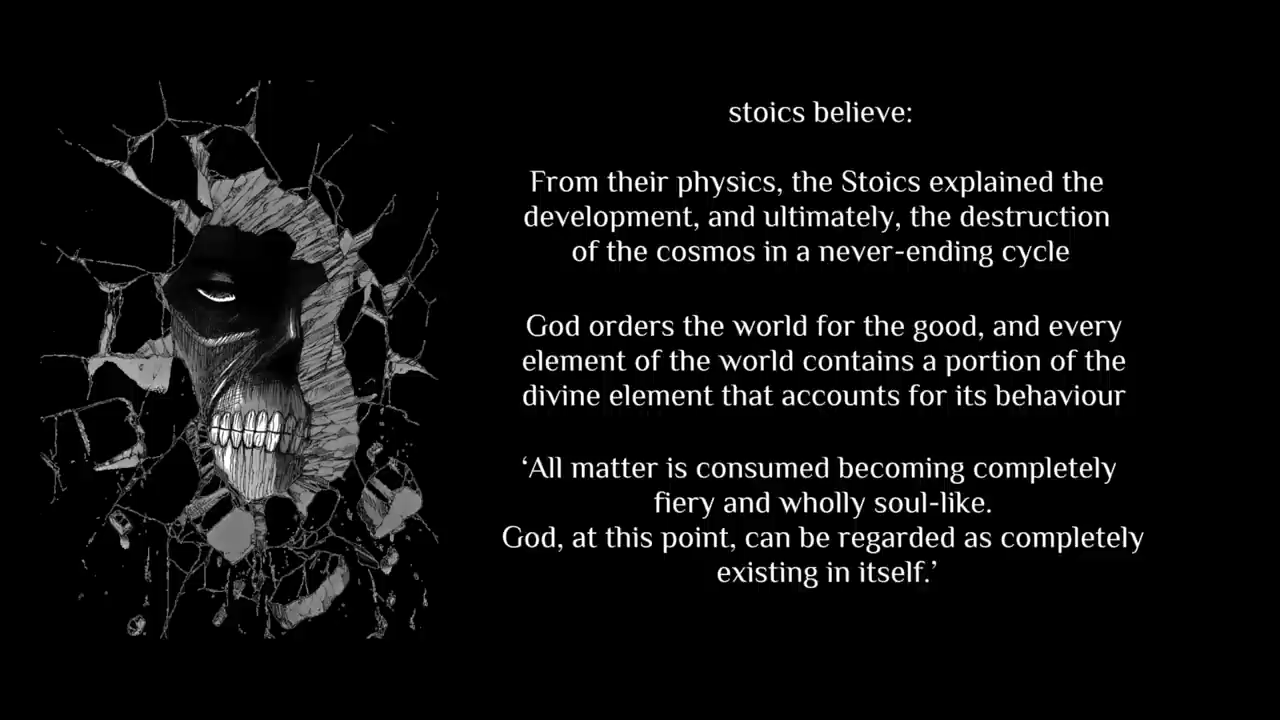 stoics believe:
From their physics, the Stoics explained the
development, and ultimately, the destruction
of the cosmos in a never-ending cycle
God orders the world for the good, and every
element of the world contains a portion of the
divine element that accounts for its behaviour
‘All matter is consumed becoming completely
fiery and wholly soul-like.
God, at this point, can be regarded as completely
existing in itself.’